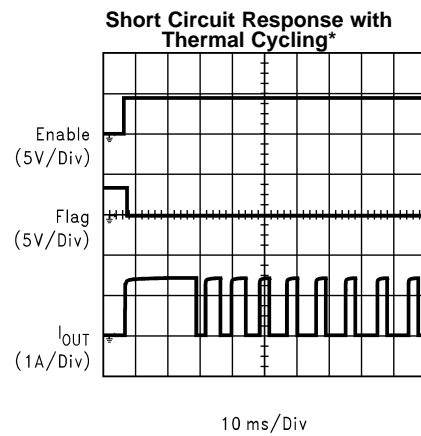 Short Circuit Response with
Thermal Cycling*
Enable
(5V/Div)
Flag
(5V/Div)
IOUT
(1A/Div)
10 ms/Div